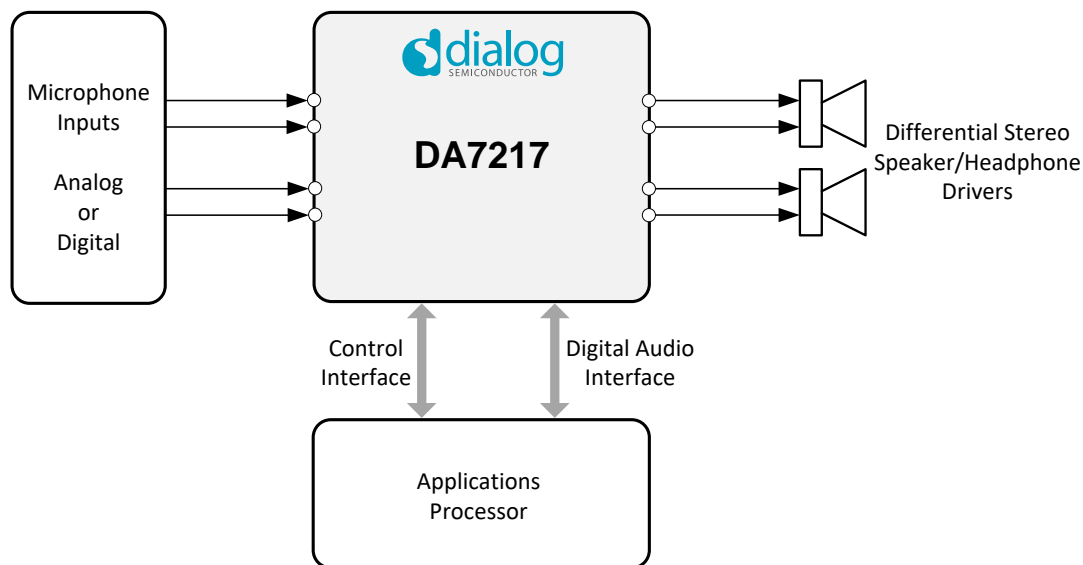 dialog
SEMICONDUCTOR
DA7217
Microphone
Inputs
Analog
or
Digital
Differential Stereo
Speaker/Headphone
Drivers
Control
Interface
Digital Audio
Interface
Applications
Processor